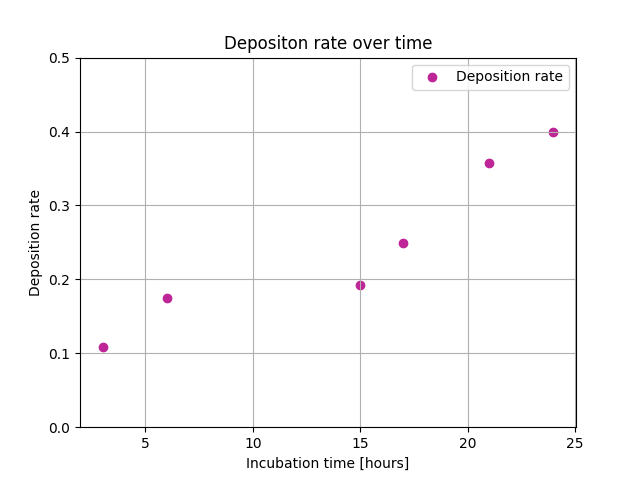 Depositon rate over time
Deposition rate
0.5
0.4
0.3
0.2
0.1
0.0
Deposition rate
5
10
15
20
25
Incubation time [hours]